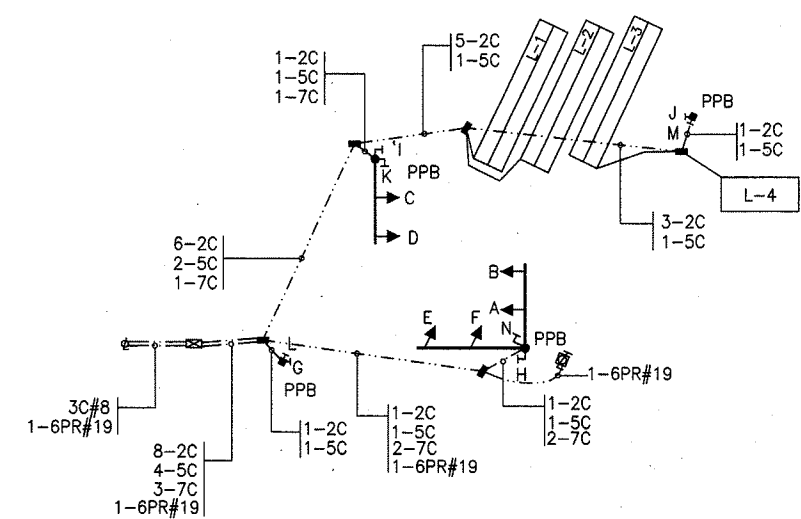 1-2C
1-5C
1-7C
5-2C
1-5C
L-1
L-2
L-3
J
PPB
M
1-2C
1-5C
L-4
3-2C
1-5C
I
K
PPB
C
D
6-2C
2-5C
1-7C
B
A
E
F
N
PPB
H
1-6PR#19
L
G
PPB
3C#8
1-6PR#19
8-2C
4-5C
3-7C
1-6PR#19
1-2C
1-5C
1-2C
1-5C
2-7C
1-6PR#19
1-2C
1-5C
2-7C